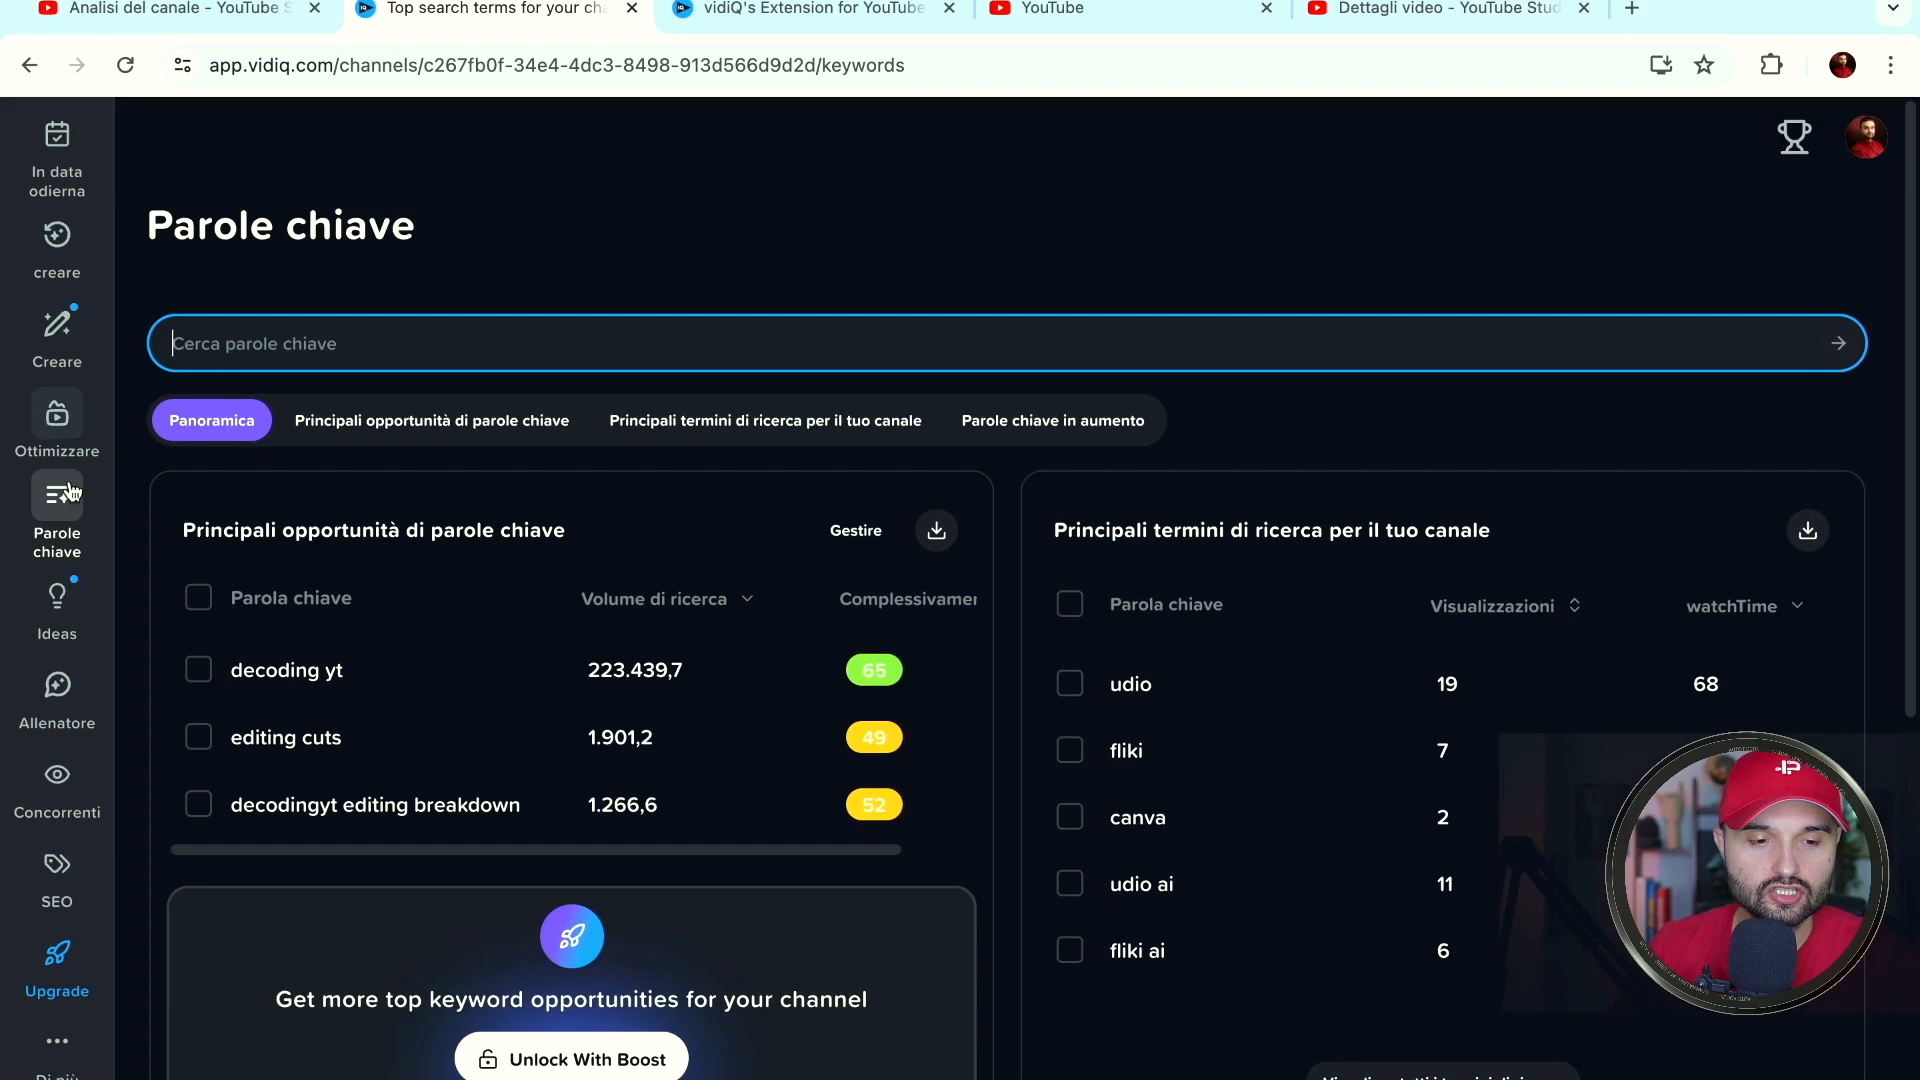 Analisi del canale - YouTube S
Top search terms for your cha
vidiQ's Extension for YouTube
YouTube
Dettagli video - YouTube Stud
app.vidiq.com/channels/c267fb0f-34e4-4dc3-8498-913d566d9d2d/keywords
In data
odierna
creare
Creare
Ottimizzare
Parole
chiave
Ideas
Allenatore
Concorrenti
SEO
Upgrade
Di più
Parole chiave
Cerca parole chiave
Panoramica
Principali opportunità di parole chiave
Principali termini di ricerca per il tuo canale
Parole chiave in aumento
Principali opportunità di parole chiave
Gestire
Parola chiave Volume di ricerca Complessivamen
decoding yt 223.439,7 65
editing cuts 1.901,2 49
decodingyt editing breakdown 1.266,6 52
Get more top keyword opportunities for your channel
Unlock With Boost
Principali termini di ricerca per il tuo canale
Parola chiave Visualizzazioni watchTime
udio 19 68
fliki 7
canva 2
udio ai 11
fliki ai 6